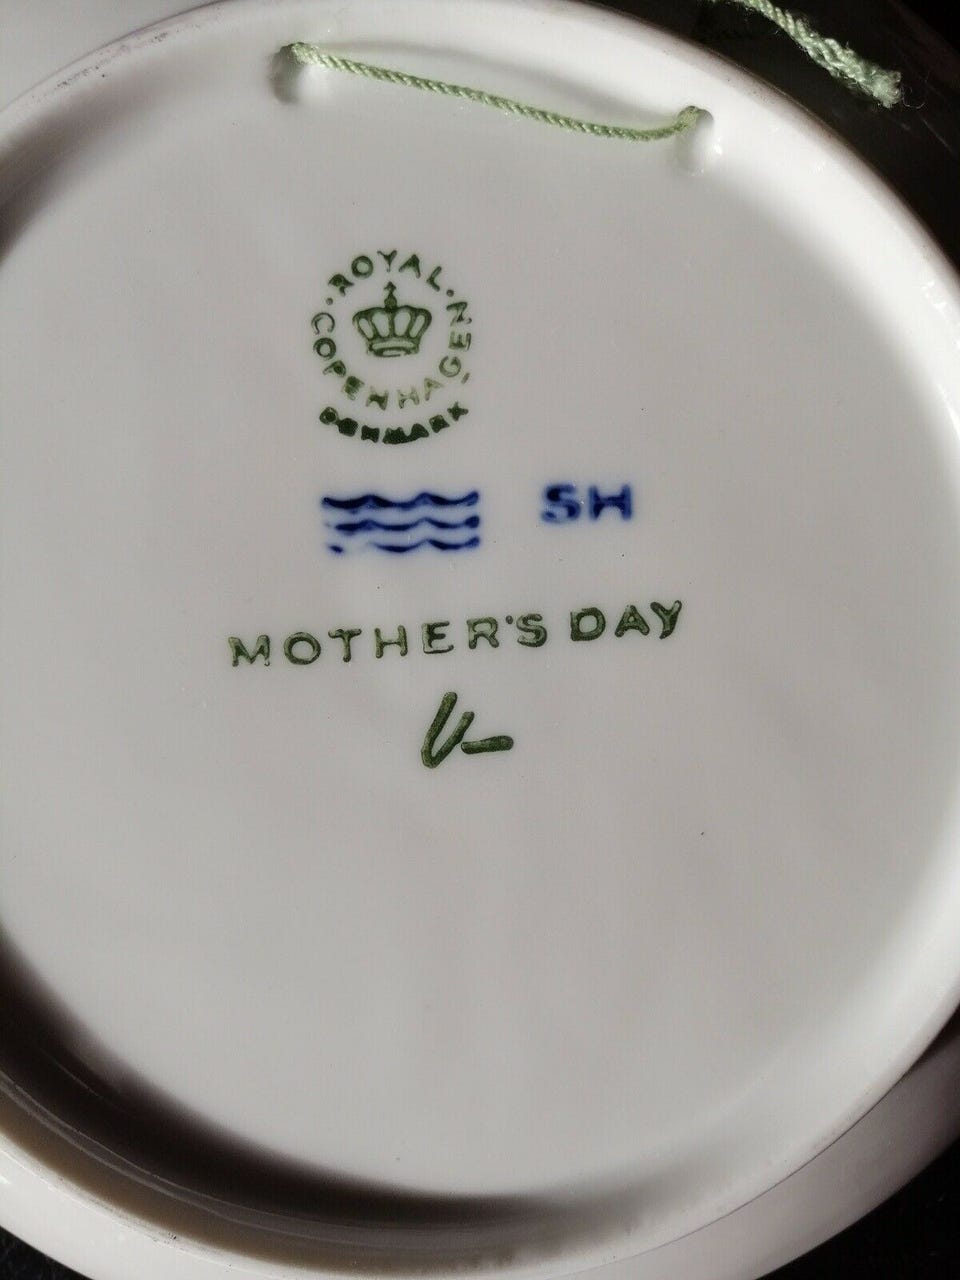 ROYAL
COPENHAGEN
DENMARK
SH
MOTHER'S DAY